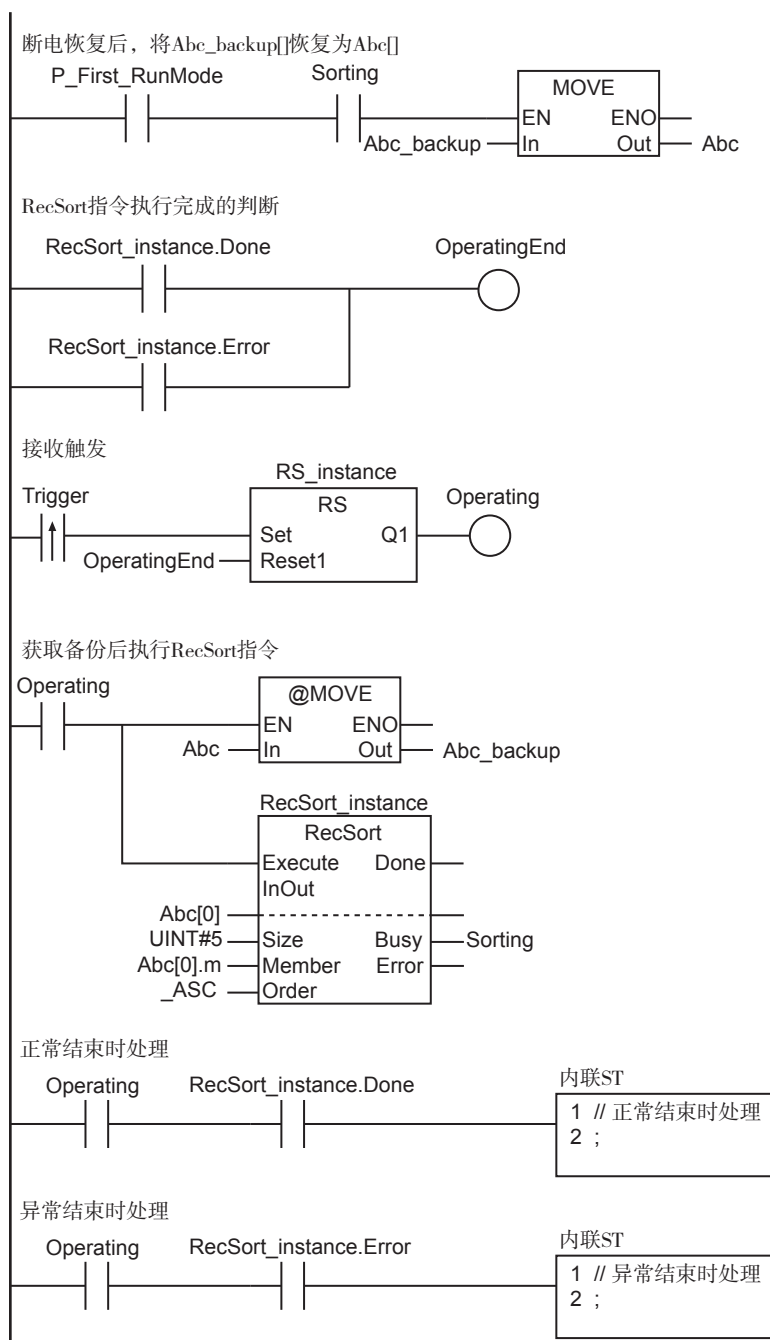 断电恢复后，将Abc_backup[]恢复为Abc[]
P_First_RunMode
Sorting
MOVE
EN
ENO
Abc_backup
In
Out
Abc
RecSort指令执行完成的判断
RecSort_instance.Done
OperatingEnd
RecSort_instance.Error
接收触发
RS_instance
Trigger
RS
Operating
Set
Q1
OperatingEnd
Reset1
获取备份后执行RecSort指令
Operating
@MOVE
EN
ENO
Abc
In
Out
Abc_backup
RecSort_instance
RecSort
Execute
Done
InOut
Abc[0]
UINT#5
Size
Busy
Sorting
Abc[0].m
Member
Error
_ASC
Order
正常结束时处理
Operating
RecSort_instance.Done
内联ST
1 // 正常结束时处理
2 ;
异常结束时处理
Operating
RecSort_instance.Error
内联ST
1 // 异常结束时处理
2 ;